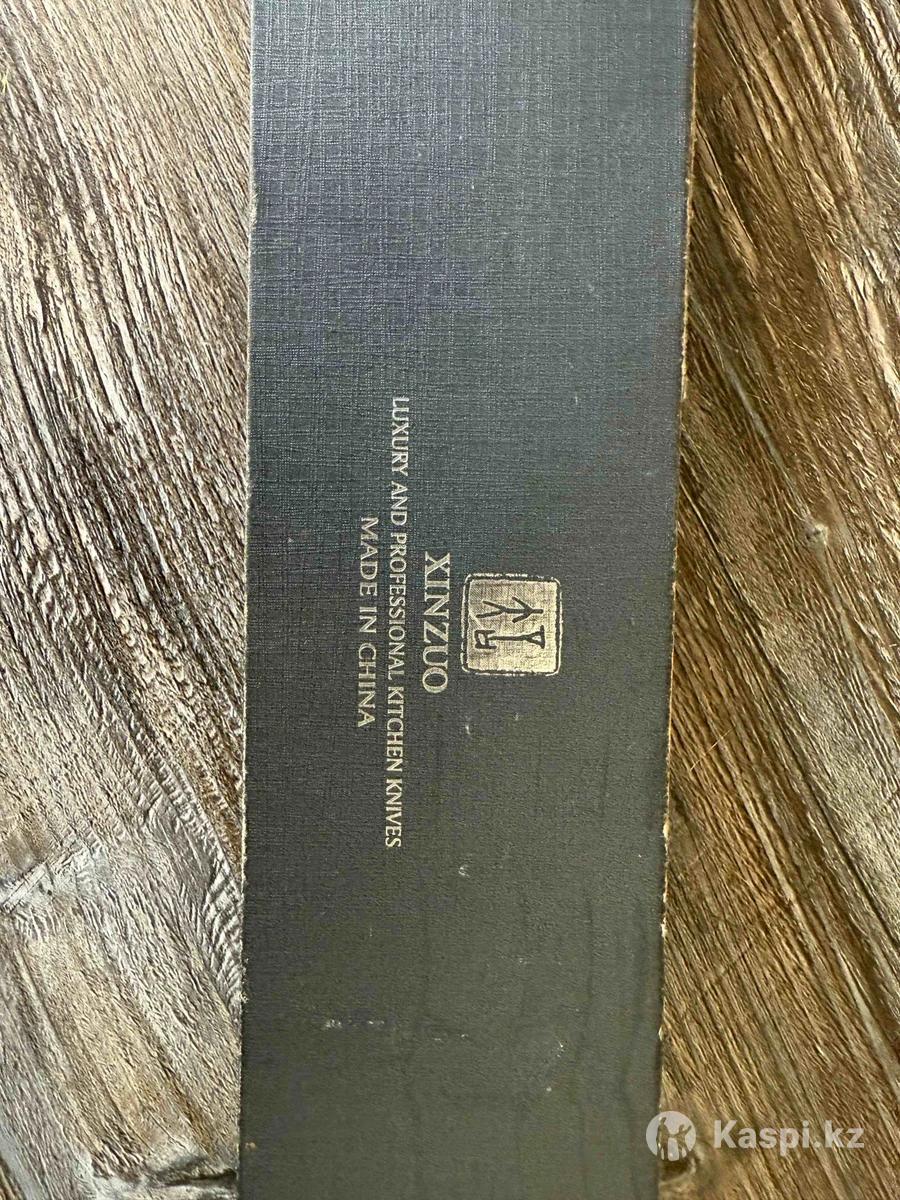 XINZUO
LUXURY AND PROFESSIONAL KITCHEN KNIVES
MADE IN CHINA
Kaspi.kz